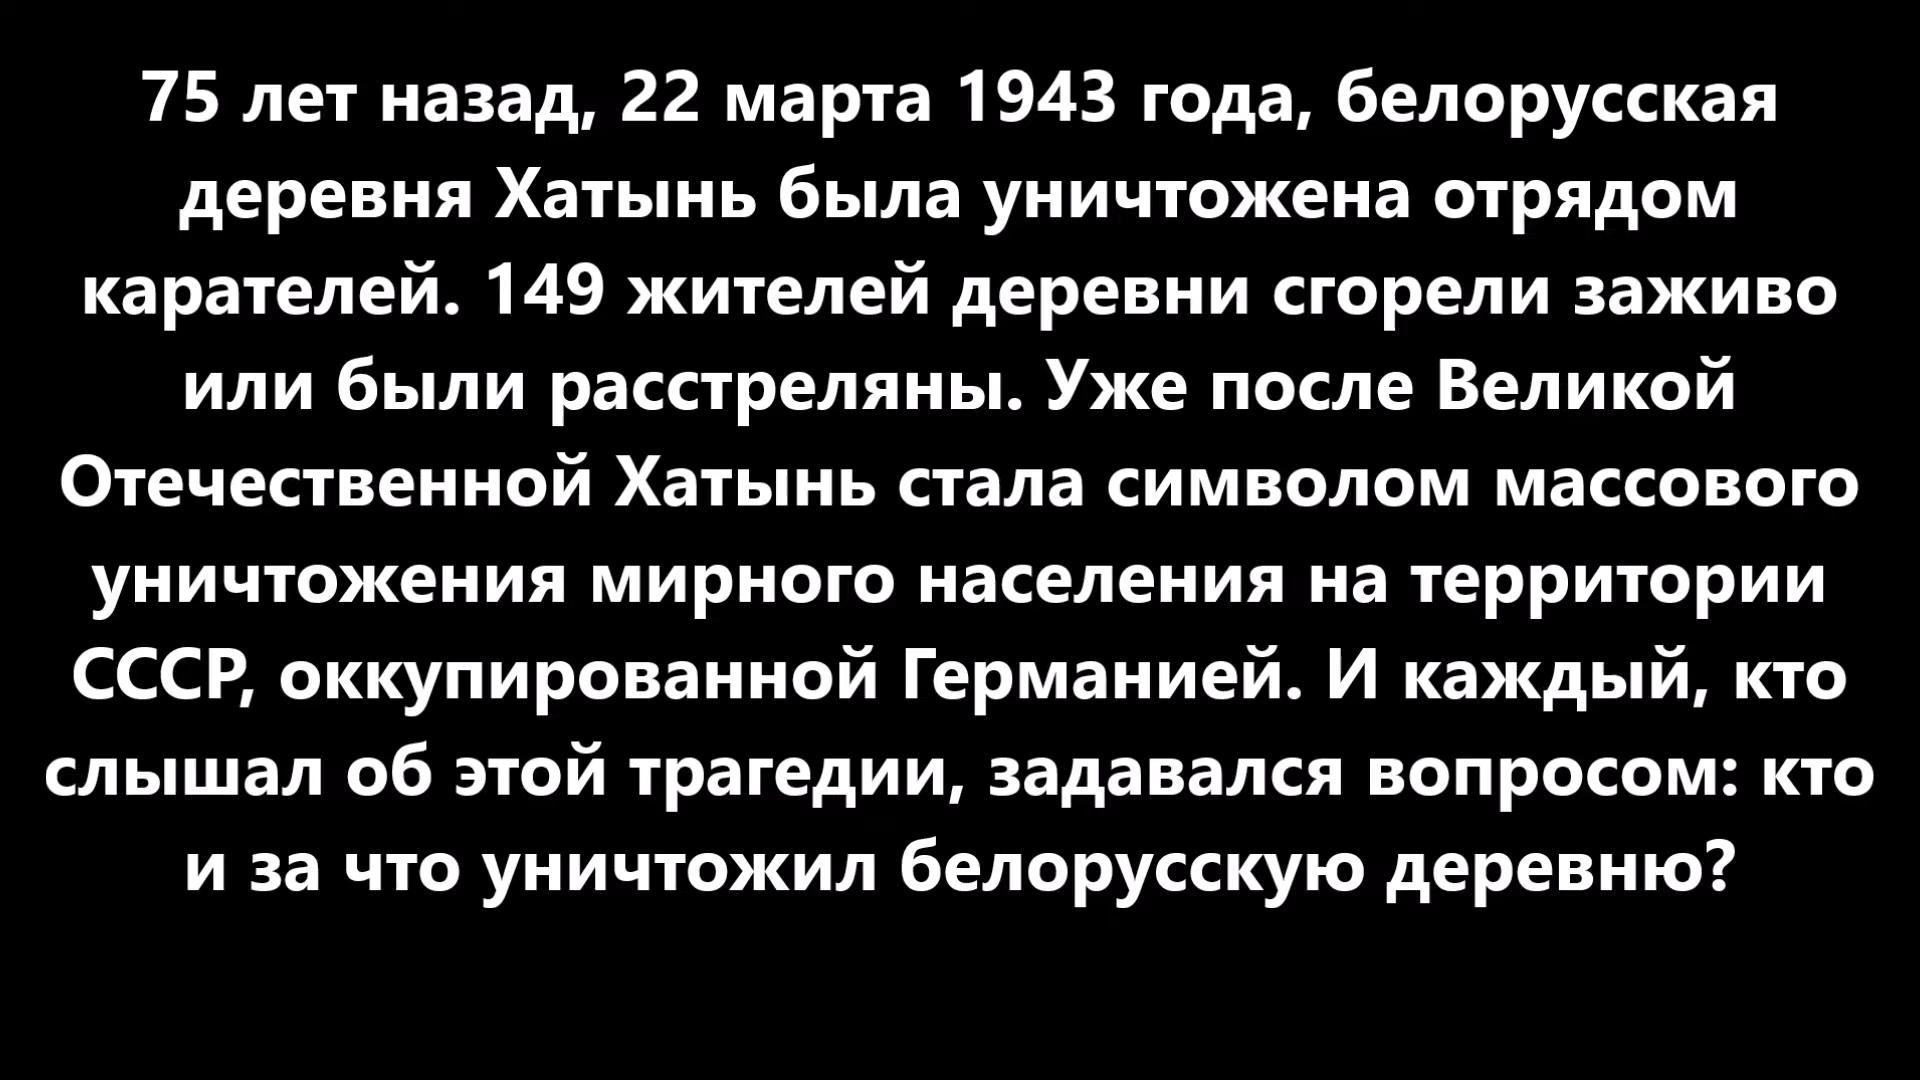 75 лет назад, 22 марта 1943 года, белорусская
деревня Хатынь была уничтожена отрядом
карателей. 149 жителей деревни сгорели заживо
или были расстреляны. Уже после Великой
Отечественной Хатынь стала символом массового
уничтожения мирного населения на территории
СССР, оккупированной Германией. И каждый, кто
слышал об этой трагедии, задавался вопросом: кто
и за что уничтожил белорусскую деревню?